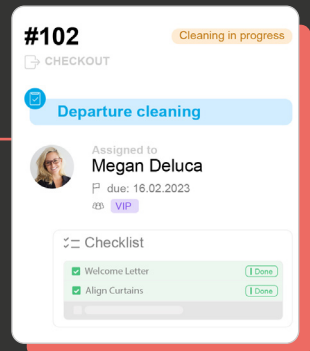 #102
Cleaning in progress
CHECKOUT
Departure cleaning
Assigned to
Megan Deluca
due: 16.02.2023
VIP
Checklist
Welcome Letter
Done
Align Curtains
Done